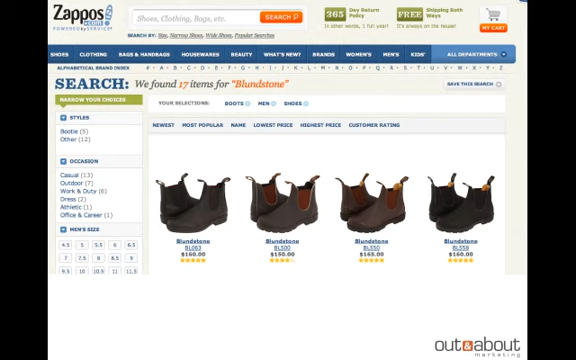 Zappos
.com
POWERED by SERVICE
Shoes, Clothing, Bags, etc.
SEARCH
365 Day Return Policy
In other words, 1 full year!
FREE Shipping Both Ways
It's always on the house!
MY CART
SEARCH BY: Size, Narrow Shoes, Wide Shoes, Popular Searches
SHOES CLOTHING BAGS & HANDBAGS HOUSEWARES BEAUTY WHAT'S NEW! BRANDS WOMEN'S MEN'S KIDS' ALL DEPARTMENTS
ALPHABETICAL BRAND INDEX # A B C D E F G H I J K L M N O P Q R S T U V W X Y Z
SEARCH: We found 17 items for "Blundstone"
SAVE THIS SEARCH
NARROW YOUR CHOICES
YOUR SELECTIONS: BOOTS MEN SHOES
STYLES
Bootie (5)
Other (12)
NEWEST MOST POPULAR NAME LOWEST PRICE HIGHEST PRICE CUSTOMER RATING
OCCASION
Casual (13)
Outdoor (7)
Work & Duty (6)
Dress (2)
Athletic (1)
Office & Career (1)
MEN'S SIZE
4.5 5 5.5 6 6.5
7 7.5 8 8.5 9
9.5 10 10.5 11 11.5
Blundstone Blundstone Blundstone Blundstone
BL063 BL500 BL550 BL558
$160.00 $150.00 $165.00 $160.00
out&about
marketing